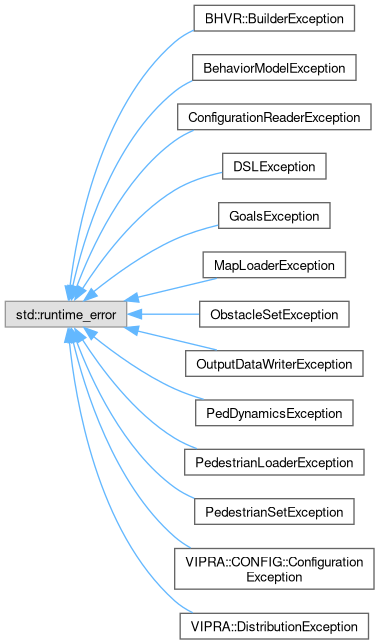 BHVR::BuilderException
BehaviorModelException
ConfigurationReaderException
DSLException
GoalsException
MapLoaderException
std::runtime_error
ObstacleSetException
OutputDataWriterException
PedDynamicsException
PedestrianLoaderException
PedestrianSetException
VIPRA::CONFIG::Configuration
Exception
VIPRA::DistributionException